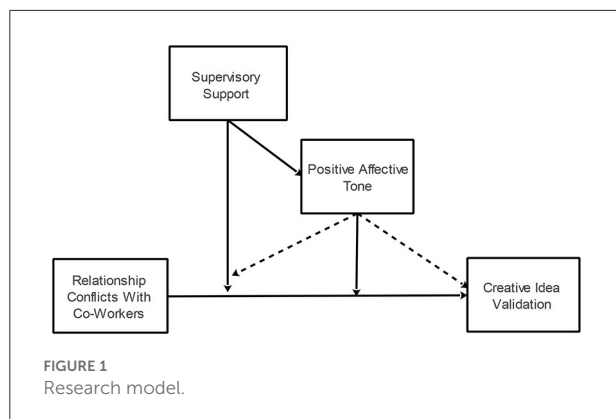 Supervisory
Support
Positive Affective
Tone
Relationship
Conflicts With
Co-Workers
Creative Idea
Validation
FIGURE 1
Research model.